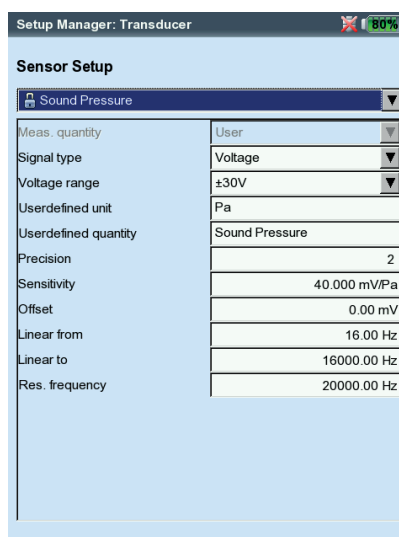 Setup Manager: Transducer 80%
Sensor Setup
Sound Pressure
Meas. quantity User
Signal type Voltage
Voltage range ±30V
Userdefined unit Pa
Userdefined quantity Sound Pressure
Precision 2
Sensitivity 40.000 mV/Pa
Offset 0.00 mV
Linear from 16.00 Hz
Linear to 16000.00 Hz
Res. frequency 20000.00 Hz